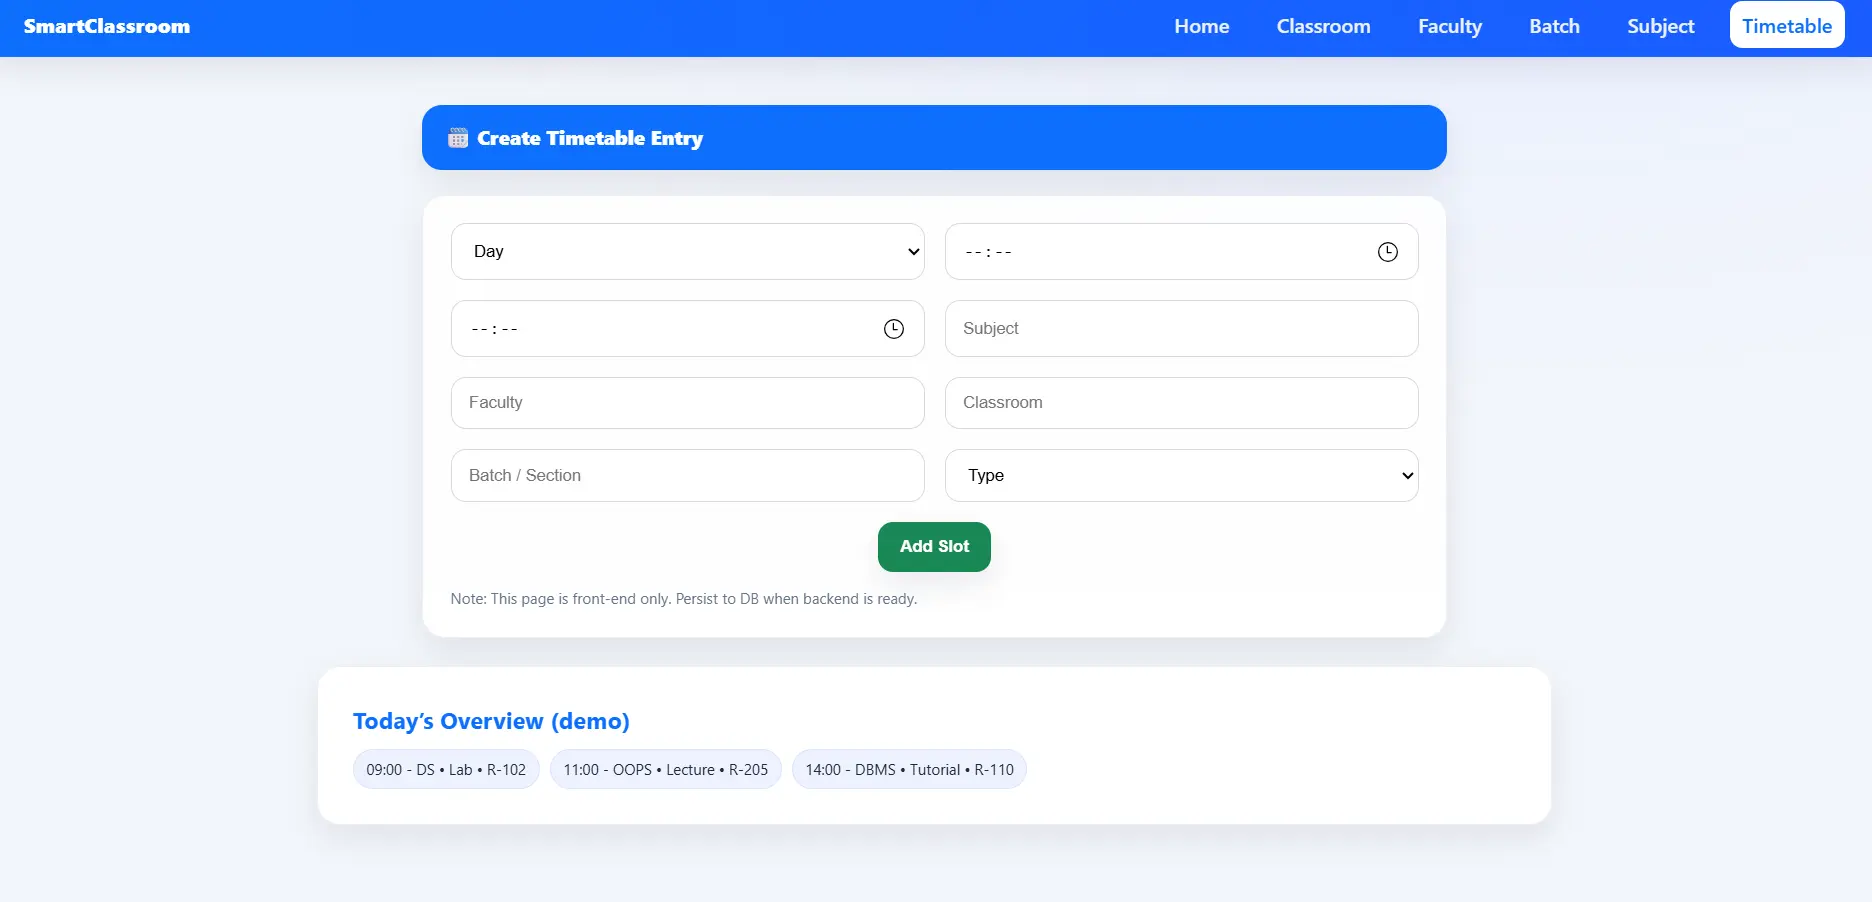 SmartClassroom Home Classroom Faculty Batch Subject Timetable
Create Timetable Entry
Day --:--
--:-- Subject
Faculty Classroom
Batch / Section Type
Add Slot
Note: This page is front-end only. Persist to DB when backend is ready.
Today’s Overview (demo)
09:00 - DS • Lab • R-102 11:00 - OOPS • Lecture • R-205 14:00 - DBMS • Tutorial • R-110